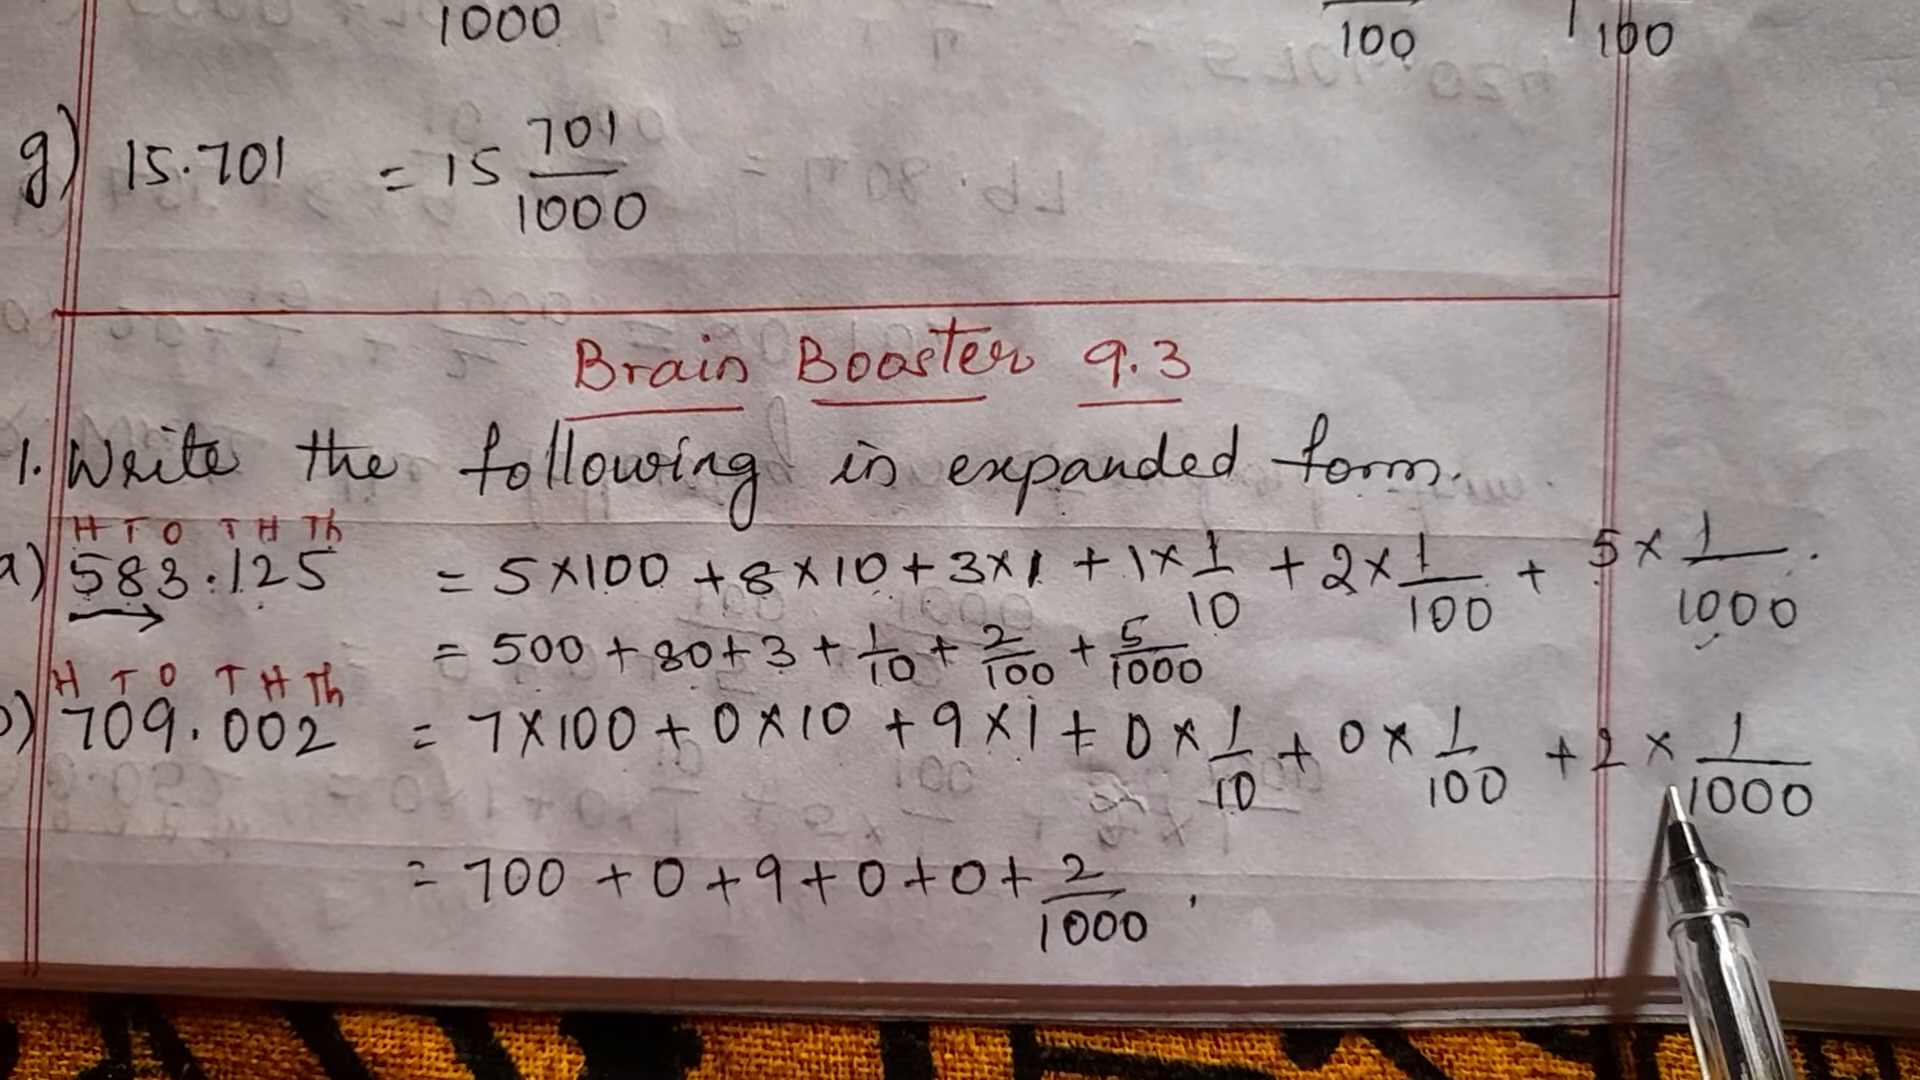 1000 100 100
g) 15.701 = 15 701/1000
Brain Booster 9.3
1. Write the following in expanded form.
H T O T H Th
a) 583.125 = 5×100 + 8×10 + 3×1 + 1×1/10 + 2×1/100 + 5×1/1000.
= 500 + 80 + 3 + 1/10 + 2/100 + 5/1000
H T O T H Th
) 709.002 = 7×100 + 0×10 + 9×1 + 0×1/10 + 0×1/100 + 2×1/1000
= 700 + 0 + 9 + 0 + 0 + 2/1000.